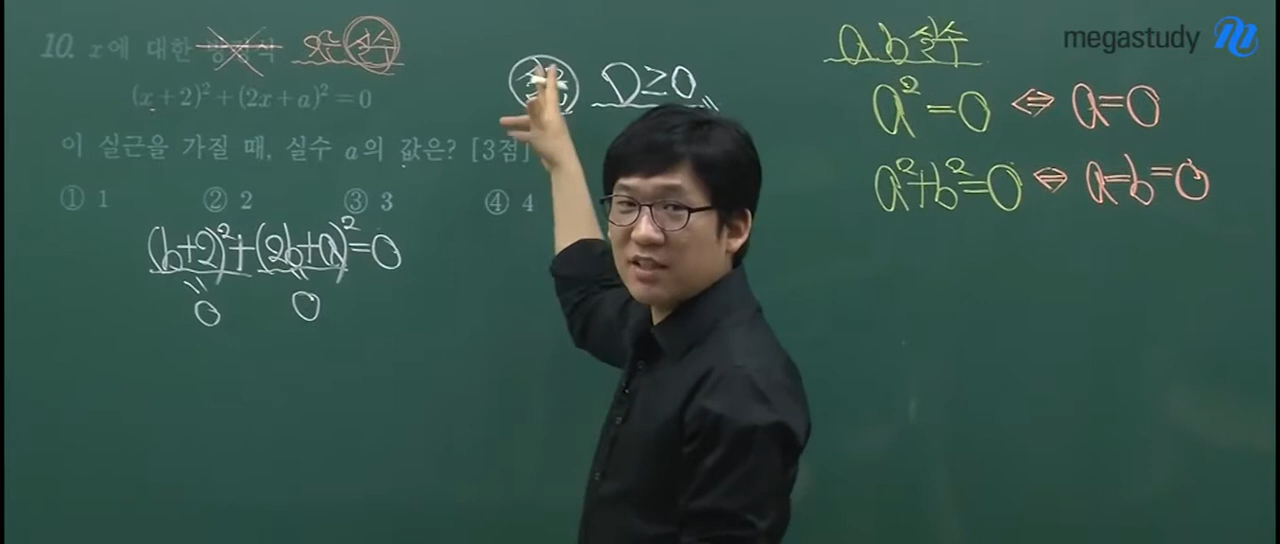 megastudy
10. x에 대한 방정식 모든 실수
(x+2)²+(2x+a)²=0
이 실근을 가질 때, 실수 a의 값은? [3점]
① 1 ② 2 ③ 3 ④ 4
(b+2)²+(2b+a)²=0
0 0
D≥0
a, b 실수
a²=0 ⇔ a=0
a²+b²=0 ⇔ a=b=0